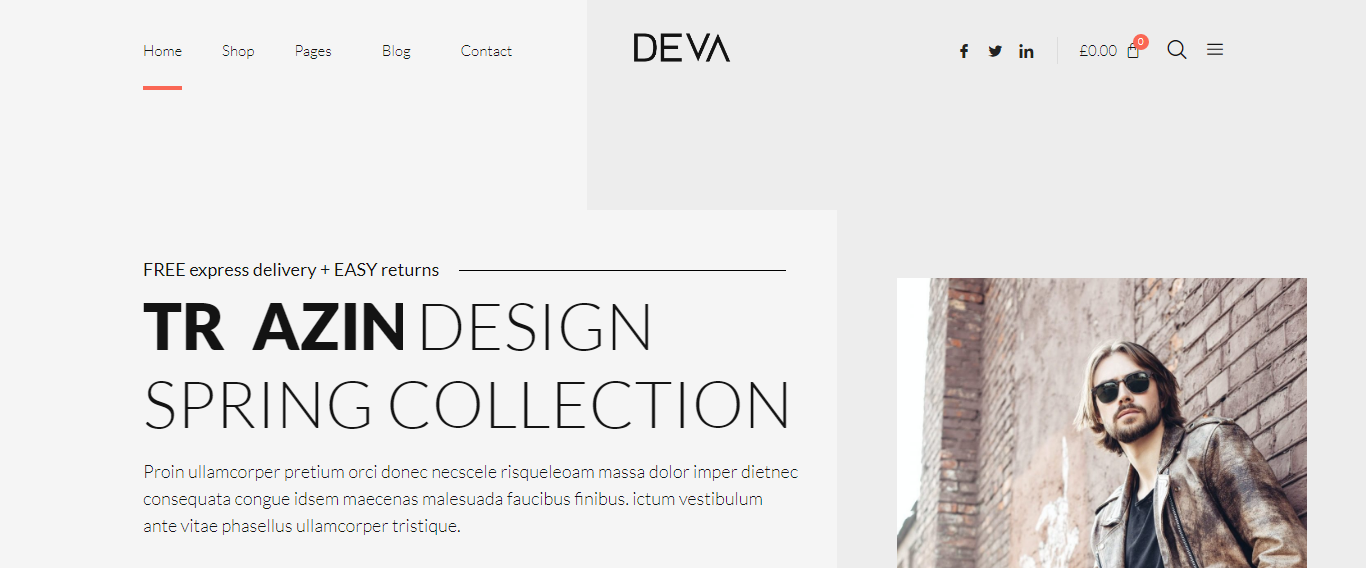 Home Shop Pages Blog Contact
DEVA
£0.00 0
FREE express delivery + EASY returns
TR AZIN DESIGN
SPRING COLLECTION
Proin ullamcorper pretium orci donec necscele risqueleoam massa dolor imper dietnec
consequata congue idsem maecenas malesuada faucibus finibus. ictum vestibulum
ante vitae phasellus ullamcorper tristique.